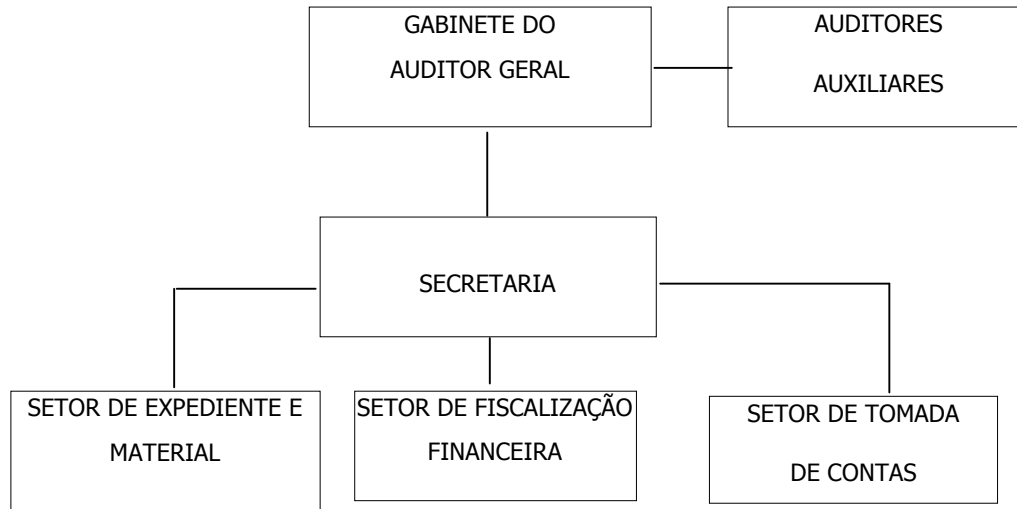 GABINETE DO
AUDITOR GERAL
AUDITORES
AUXILIARES
SECRETARIA
SETOR DE EXPEDIENTE E
MATERIAL
SETOR DE FISCALIZAÇÃO
FINANCEIRA
SETOR DE TOMADA
DE CONTAS